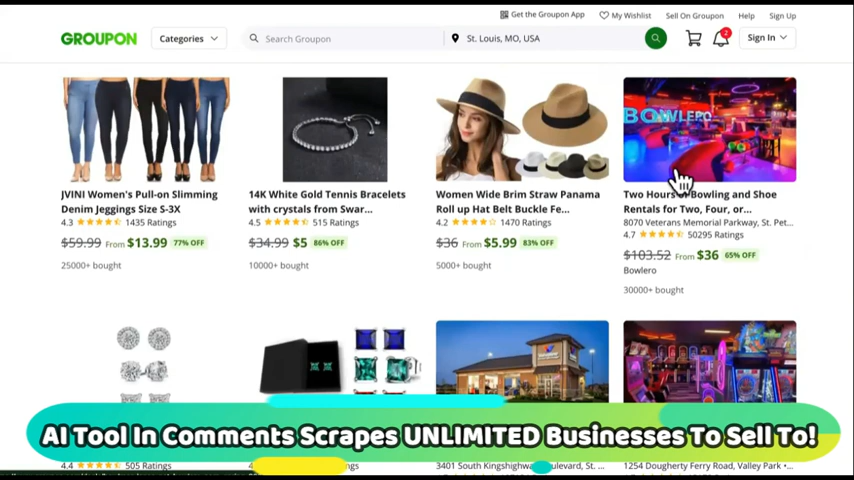 Get the Groupon App My Wishlist Sell On Groupon Help Sign Up
GROUPON Categories Search Groupon St. Louis, MO, USA 2 Sign In
BOWLERO
JVINI Women's Pull-on Slimming
Denim Jeggings Size S-3X
4.3 1435 Ratings
$59.99 From $13.99 77% OFF
25000+ bought
14K White Gold Tennis Bracelets
with crystals from Swar...
4.5 515 Ratings
$34.99 $5 86% OFF
10000+ bought
Women Wide Brim Straw Panama
Roll up Hat Belt Buckle Fe...
4.2 1470 Ratings
$36 From $5.99 83% OFF
5000+ bought
Two Hours of Bowling and Shoe
Rentals for Two, Four, or...
8070 Veterans Memorial Parkway, St. Pet...
4.7 50295 Ratings
$103.52 From $36 65% OFF
Bowlero
30000+ bought
AI Tool In Comments Scrapes UNLIMITED Businesses To Sell To!
4.4 505 Ratings
3401 South Kingshighway Boulevard, St. ...
1254 Dougherty Ferry Road, Valley Park •...